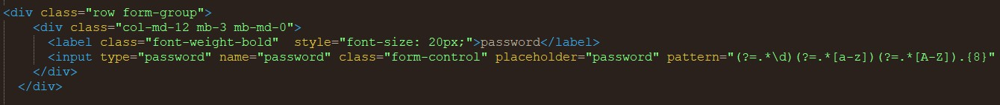 <div class="row form-group">
<div class="col-md-12 mb-3 mb-md-0">
<label class="font-weight-bold"  style="font-size: 20px;">password</label>
<input type="password" name="password" class="form-control" placeholder="password" pattern="(?=.*\d)(?=.*[a-z])(?=.*[A-Z]).{8}"
</div>
</div>